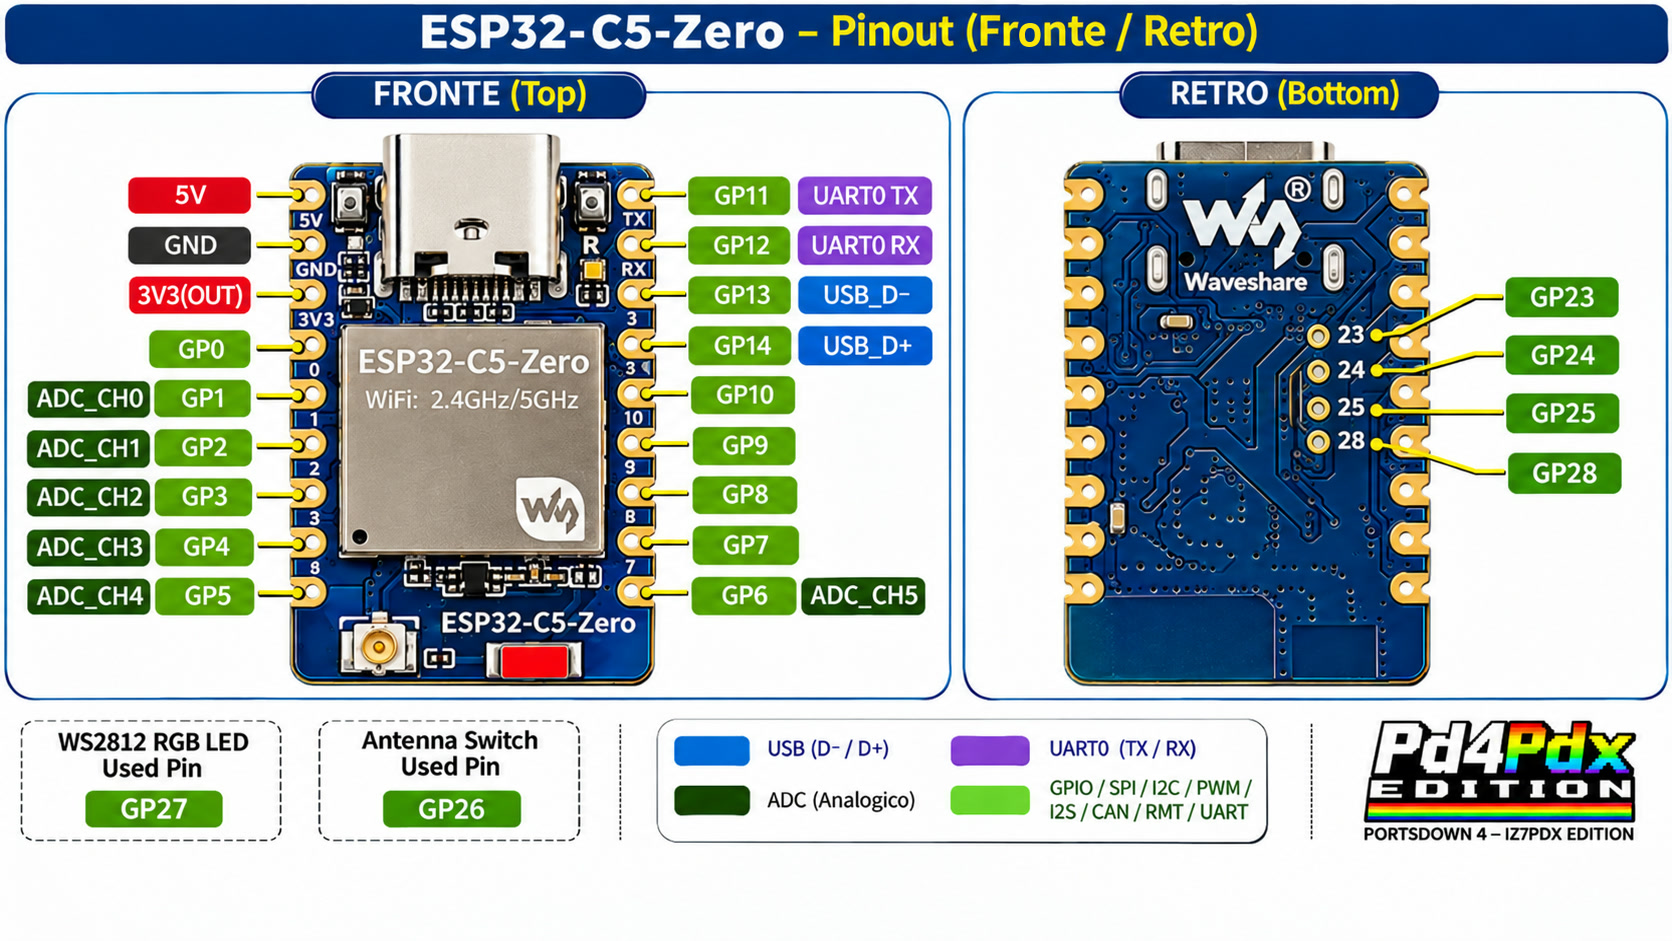 ESP32-C5-Zero – Pinout (Fronte / Retro)
FRONTE (Top)
5V
GND
3V3(OUT)
GP0
ADC_CH0 GP1
ADC_CH1 GP2
ADC_CH2 GP3
ADC_CH3 GP4
ADC_CH4 GP5
5V
GND
3V3
0
1
2
3
8
R
TX
RX
3
3
10
9
8
7
ESP32-C5-Zero
WiFi: 2.4GHz/5GHz
ESP32-C5-Zero
GP11 UART0 TX
GP12 UART0 RX
GP13 USB_D-
GP14 USB_D+
GP10
GP9
GP8
GP7
GP6 ADC_CH5
RETRO (Bottom)
®
Waveshare
23
24
25
28
GP23
GP24
GP25
GP28
WS2812 RGB LED
Used Pin
GP27
Antenna Switch
Used Pin
GP26
USB (D- / D+)
ADC (Analogico)
UART0 (TX / RX)
GPIO / SPI / I2C / PWM /
I2S / CAN / RMT / UART
Pd4Pdx
EDITION
PORTSDOWN 4 – IZ7PDX EDITION